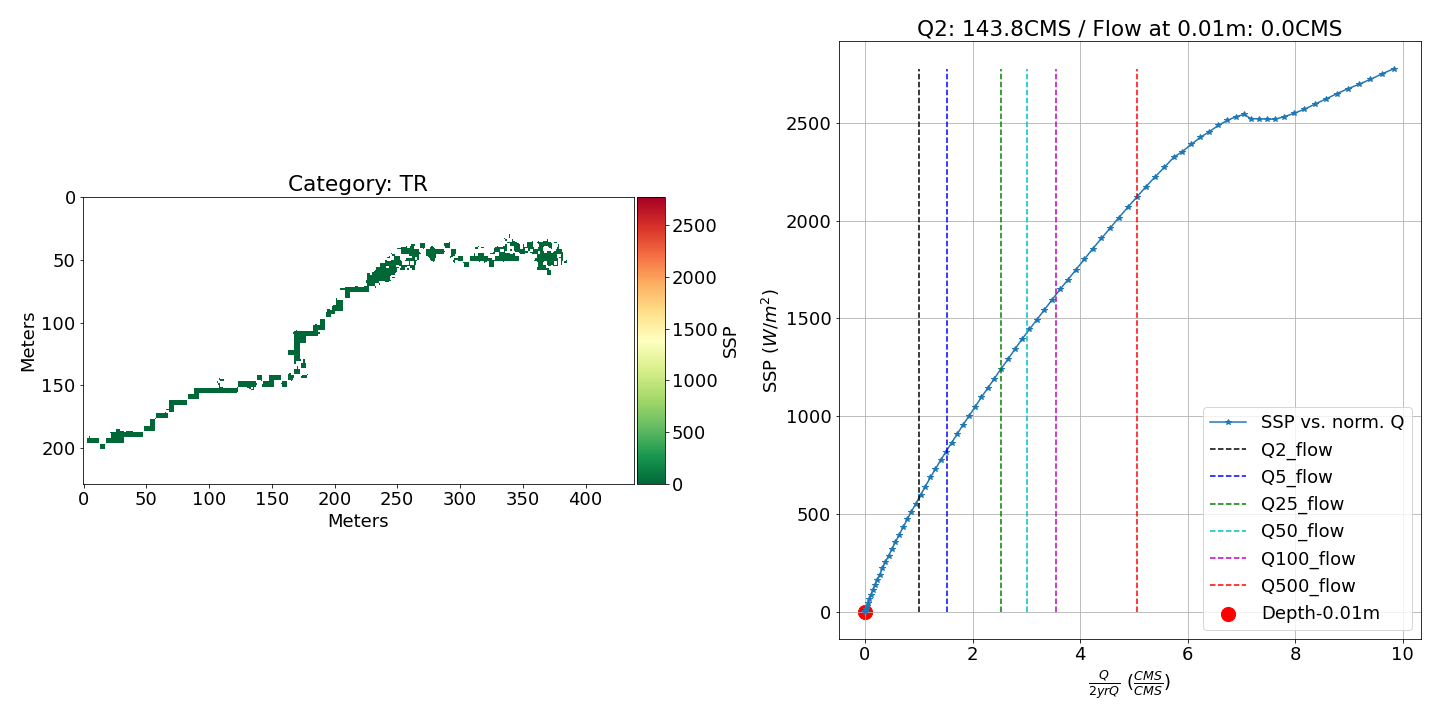 Category: TR
0
50
100
150
200
Meters
0
50
100
150
200
250
300
350
400
Meters
2500
2000
1500
1000
500
0
SSP
Q2: 143.8CMS / Flow at 0.01m: 0.0CMS
2500
2000
1500
1000
500
0
SSP (W/m²)
0
2
4
6
8
10
Q/2yrQ (CMS/CMS)
SSP vs. norm. Q
Q2_flow
Q5_flow
Q25_flow
Q50_flow
Q100_flow
Q500_flow
Depth-0.01m